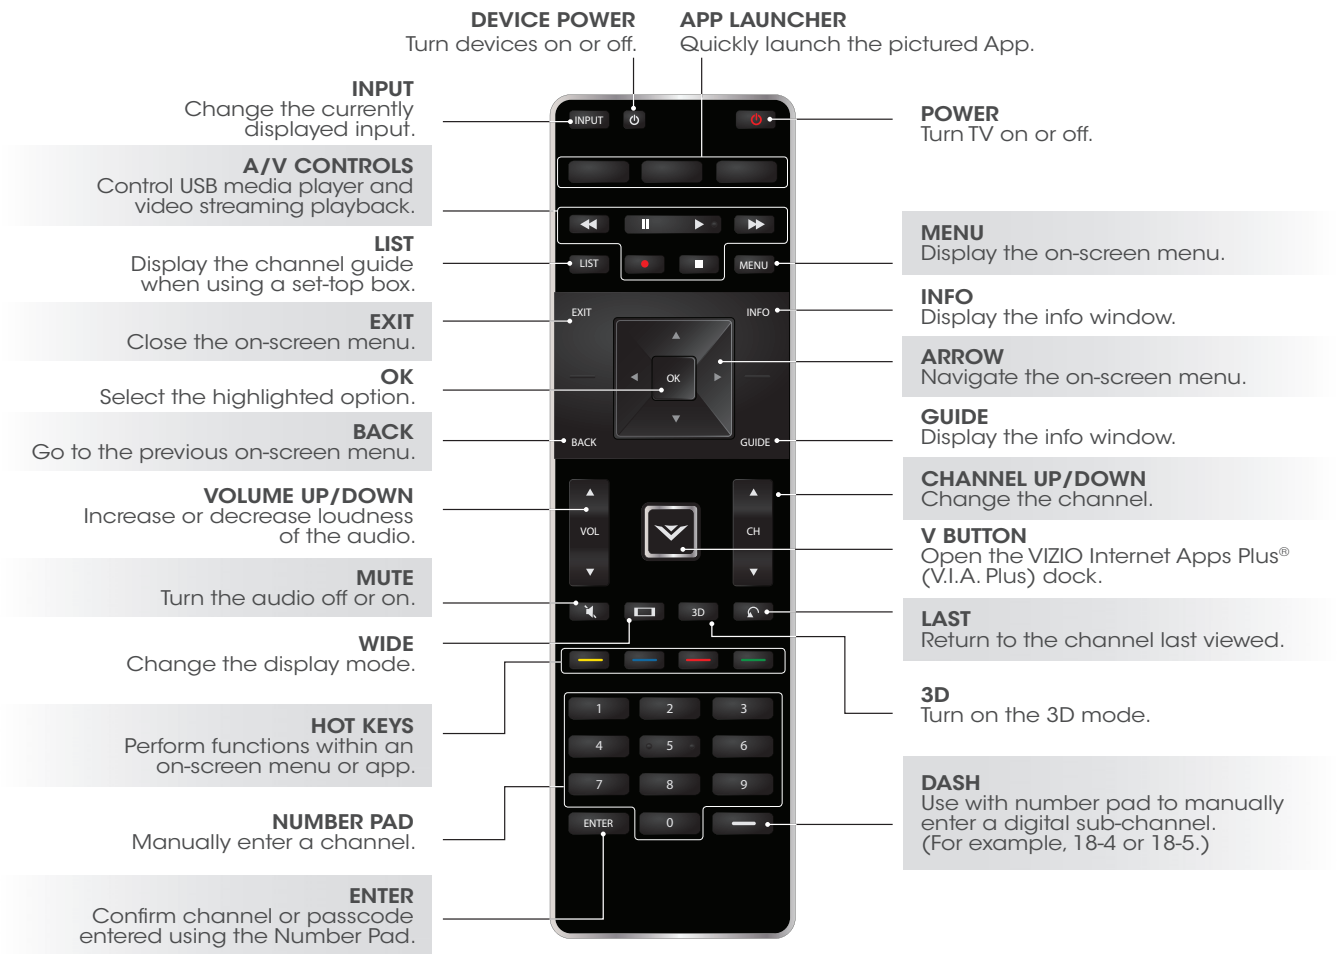 DEVICE POWER
Turn devices on or off.
APP LAUNCHER
Quickly launch the pictured App.
INPUT
Change the currently
displayed input.
A/V CONTROLS
Control USB media player and
video streaming playback.
LIST
Display the channel guide
when using a set-top box.
EXIT
Close the on-screen menu.
OK
Select the highlighted option.
BACK
Go to the previous on-screen menu.
VOLUME UP/DOWN
Increase or decrease loudness
of the audio.
MUTE
Turn the audio off or on.
WIDE
Change the display mode.
HOT KEYS
Perform functions within an
on-screen menu or app.
NUMBER PAD
Manually enter a channel.
ENTER
Confirm channel or passcode
entered using the Number Pad.
INPUT
LIST
MENU
EXIT
INFO
OK
BACK
GUIDE
VOL
CH
3D
1 2 3
4 5 6
7 8 9
ENTER 0
POWER
Turn TV on or off.
MENU
Display the on-screen menu.
INFO
Display the info window.
ARROW
Navigate the on-screen menu.
GUIDE
Display the info window.
CHANNEL UP/DOWN
Change the channel.
V BUTTON
Open the VIZIO Internet Apps Plus®
(V.I.A. Plus) dock.
LAST
Return to the channel last viewed.
3D
Turn on the 3D mode.
DASH
Use with number pad to manually
enter a digital sub-channel.
(For example, 18-4 or 18-5.)